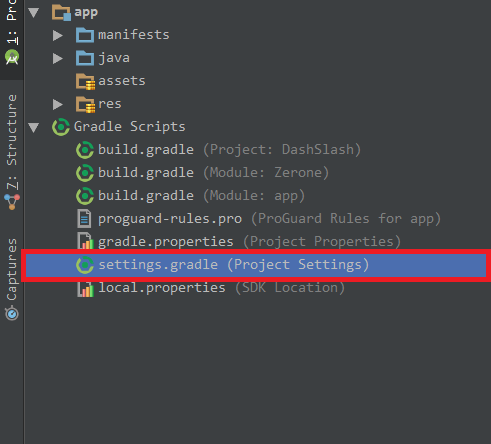 1: Pro
Z: Structure
Captures
app
manifests
java
assets
res
Gradle Scripts
build.gradle (Project: DashSlash)
build.gradle (Module: Zerone)
build.gradle (Module: app)
proguard-rules.pro (ProGuard Rules for app)
gradle.properties (Project Properties)
settings.gradle (Project Settings)
local.properties (SDK Location)